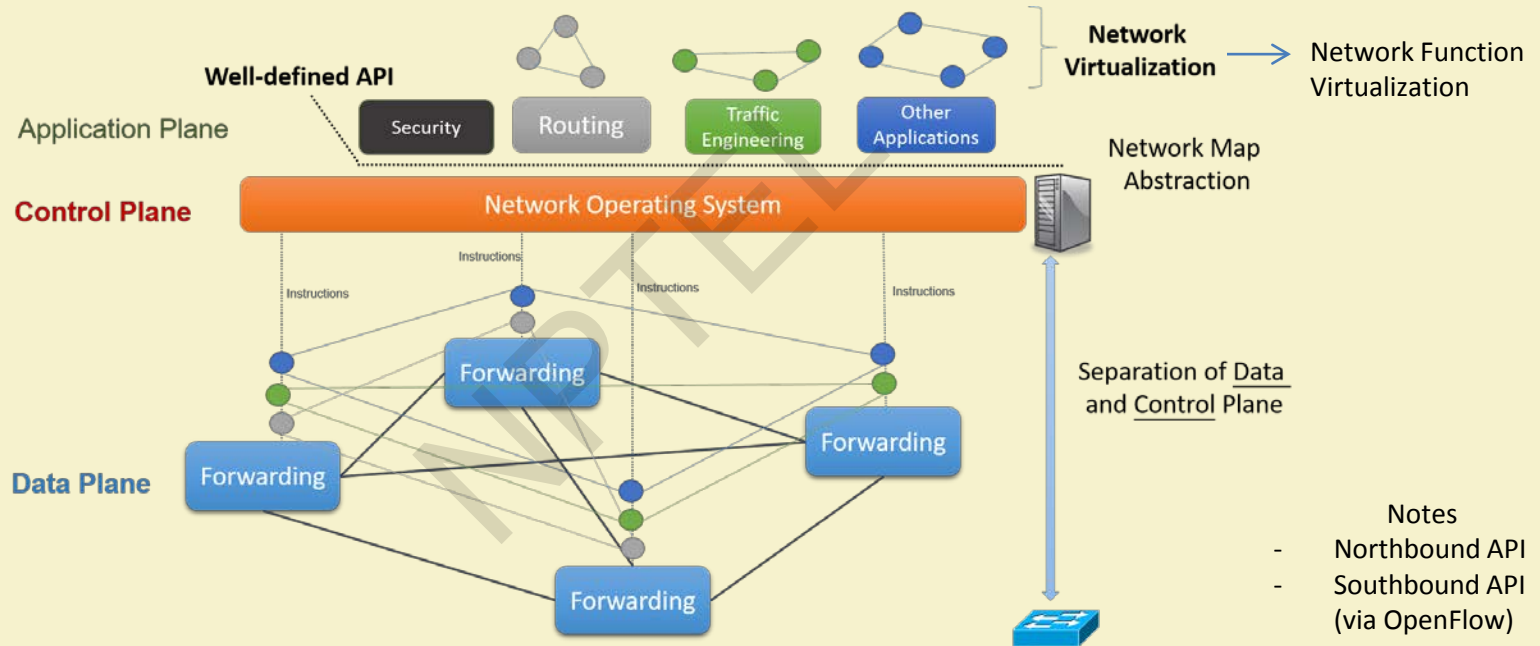 Network
Virtualization
Network Function
Virtualization
Well-defined API
Application Plane
Security
Routing
Traffic
Engineering
Other
Applications
Network Map
Abstraction
Control Plane
Network Operating System
Instructions
Instructions
Instructions
Instructions
Forwarding
Separation of Data
and Control Plane
Forwarding
Forwarding
Data Plane
Forwarding
NPTEL
Notes
- Northbound API
- Southbound API
(via OpenFlow)